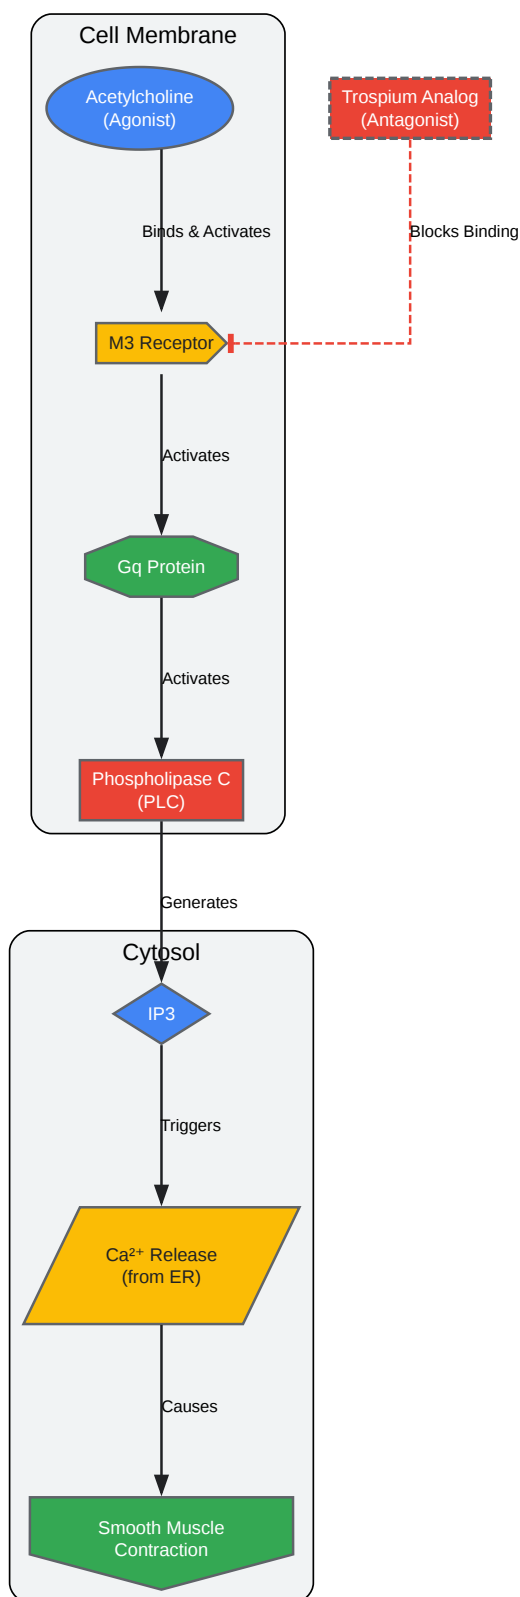 Cell Membrane
Acetylcholine
(Agonist)
Trospium Analog
(Antagonist)
Binds & Activates
Blocks Binding
M3 Receptor
Activates
Gq Protein
Activates
Phospholipase C
(PLC)
Generates
Cytosol
IP3
Triggers
Ca²⁺ Release
(from ER)
Causes
Smooth Muscle
Contraction